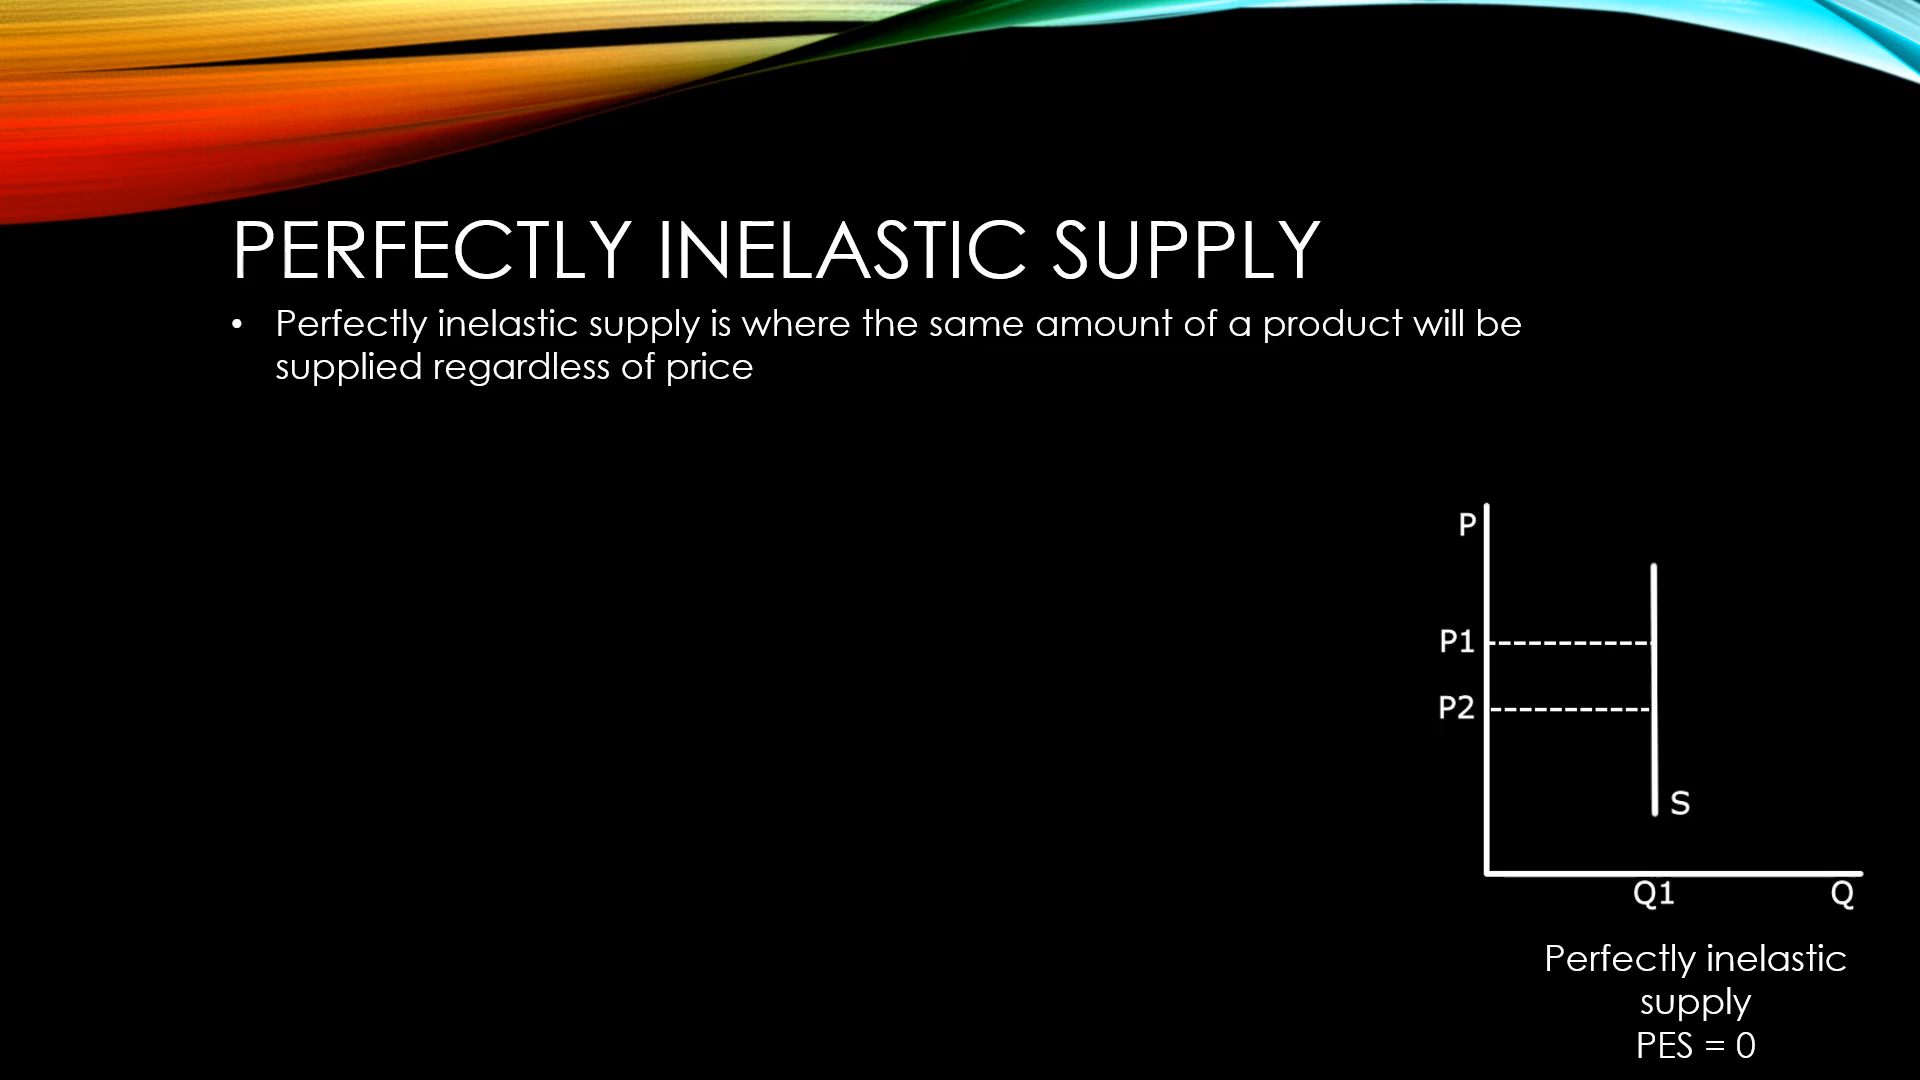 PERFECTLY INELASTIC SUPPLY
• Perfectly inelastic supply is where the same amount of a product will be
supplied regardless of price
P
P1
P2
S
Q1 Q
Perfectly inelastic
supply
PES = 0